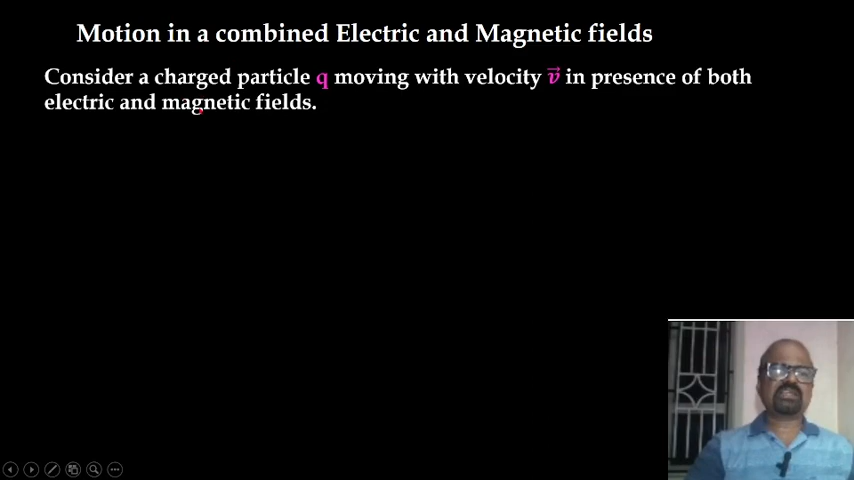 Motion in a combined Electric and Magnetic fields
Consider a charged particle q moving with velocity v⃗ in presence of both
electric and magnetic fields.